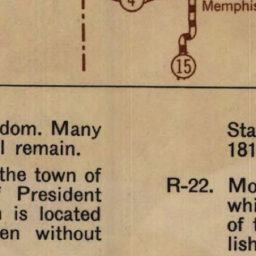 4
Memphis
15
dom. Many
remain.
the town of
President
is located
en without
Sta
181
R-22. Mo
whi
of t
lish